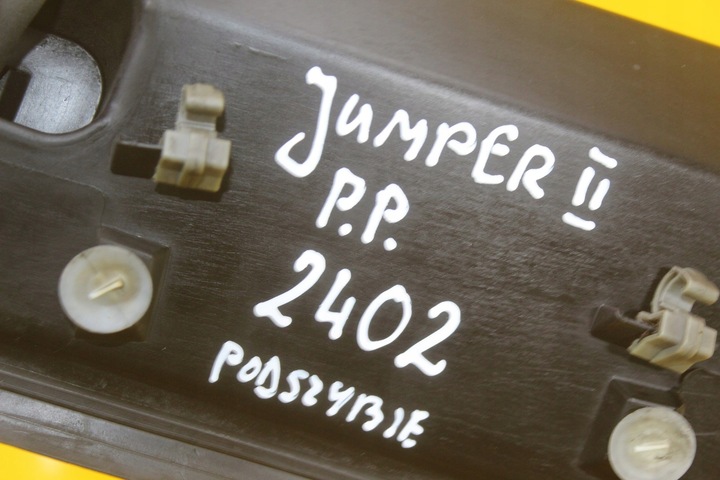 JUMPER II
P.P.
2402
PODSZYBIE